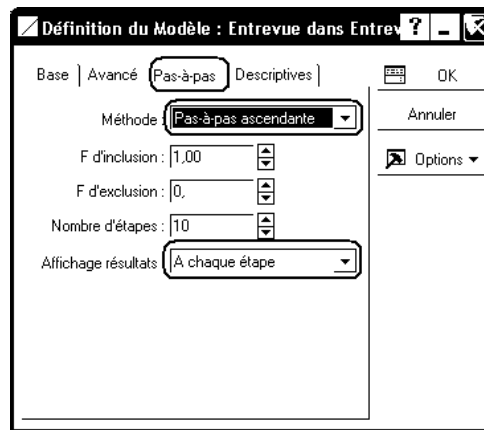 Définition du Modèle : Entrevue dans Entrev ?
Base Avancé Pas-à-pas Descriptives
OK
Méthode : Pas-à-pas ascendante
Annuler
F d'inclusion : 1,00
Options
F d'exclusion : 0,
Nombre d'étapes : 10
Affichage résultats A chaque étape